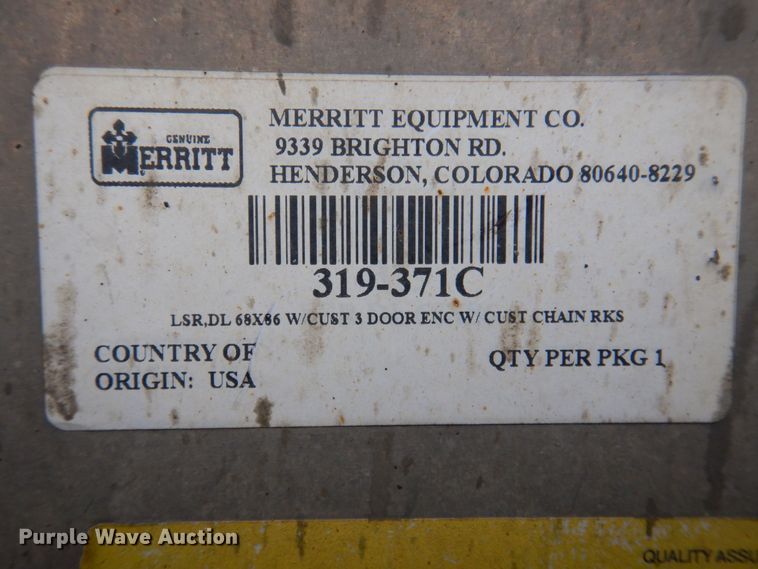 GENUINE
MERRITT
MERRITT EQUIPMENT CO.
9339 BRIGHTON RD.
HENDERSON, COLORADO 80640-8229
319-371C
LSR,DL 68X86 W/CUST 3 DOOR ENC W/ CUST CHAIN RKS
COUNTRY OF
ORIGIN: USA
QTY PER PKG 1
QUALITY ASSU
Purple Wave Auction